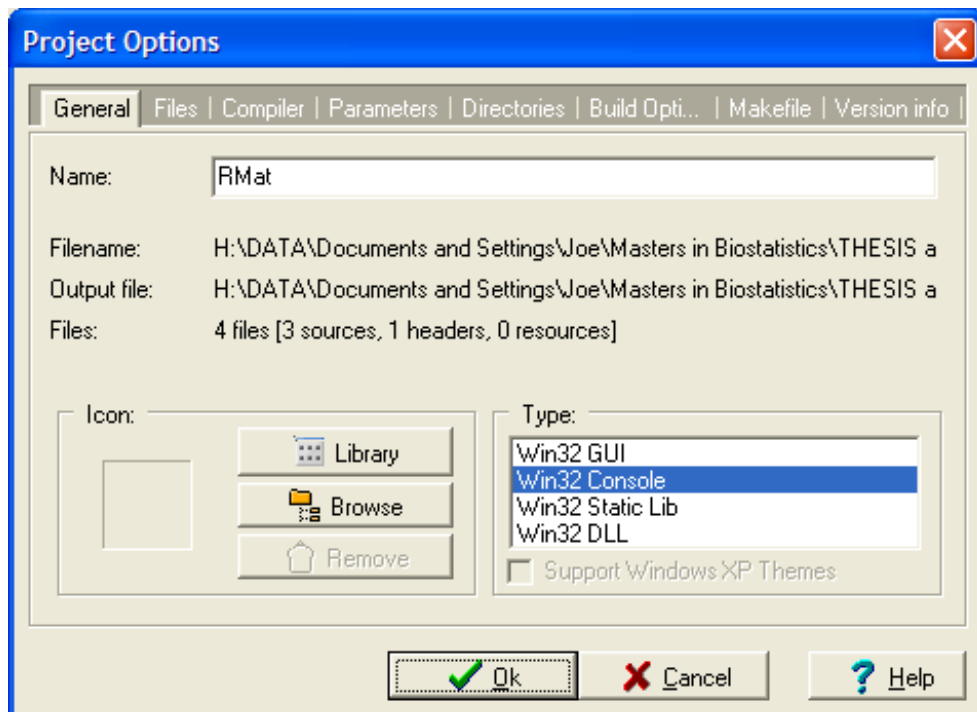 Project Options
General | Files | Compiler | Parameters | Directories | Build Opti... | Makefile | Version info |
Name: RMat
Filename: H:\DATA\Documents and Settings\Joe\Masters in Biostatistics\THESIS a
Output file: H:\DATA\Documents and Settings\Joe\Masters in Biostatistics\THESIS a
Files: 4 files [3 sources, 1 headers, 0 resources]
Icon:
Library
Browse
Remove
Type:
Win32 GUI
Win32 Console
Win32 Static Lib
Win32 DLL
Support Windows XP Themes
Ok Cancel Help